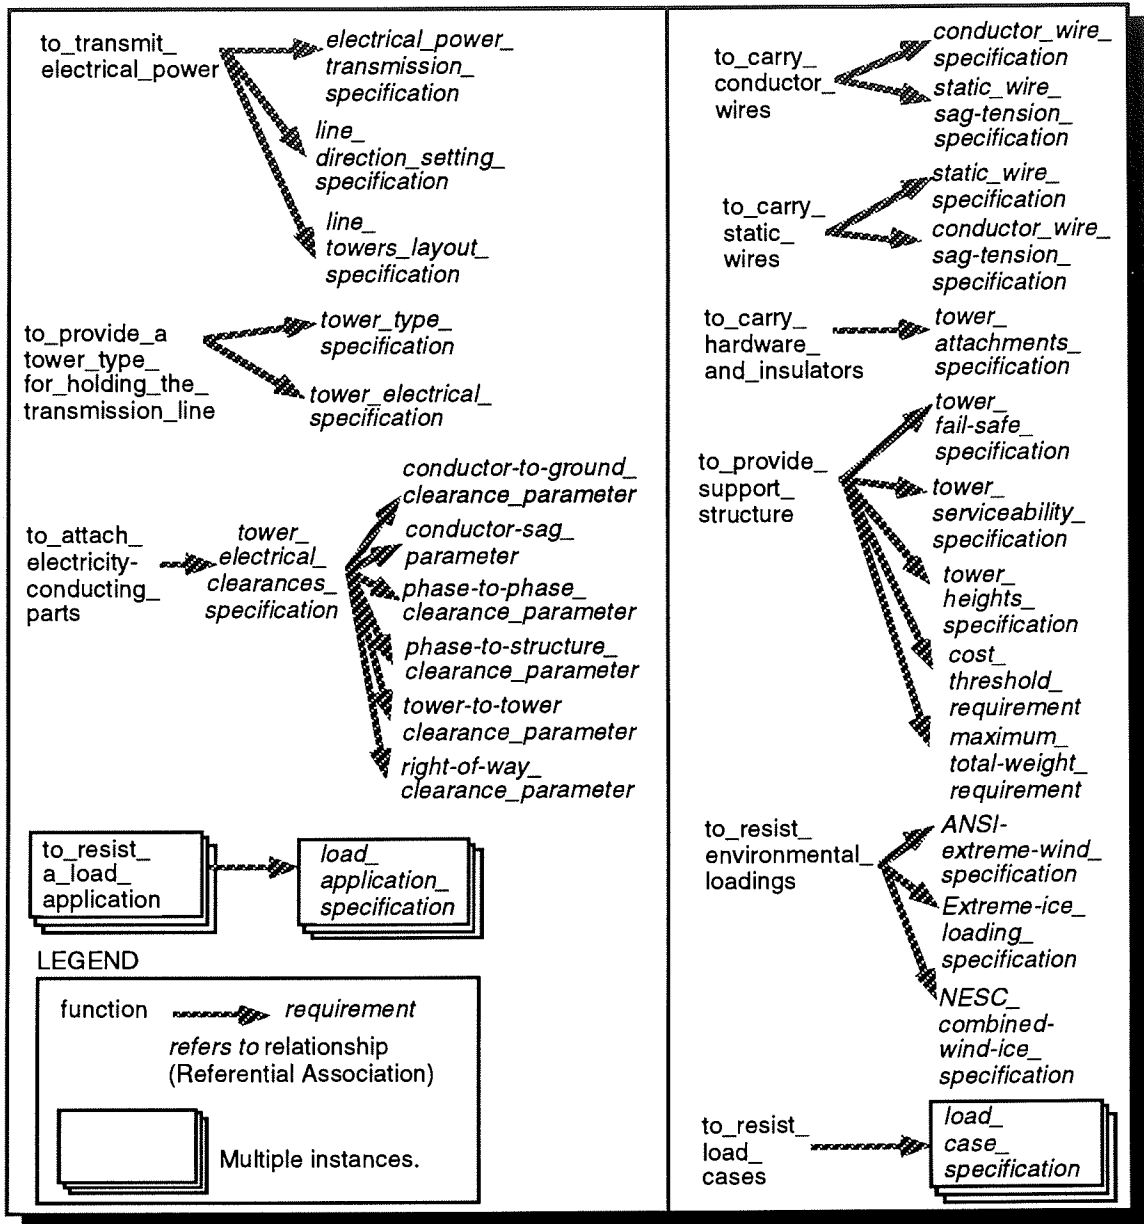 to_transmit_
electrical_power
electrical_power_
transmission_
specification
line_
direction_setting_
specification
line_
towers_layout_
specification
to_provide_a
tower_type_
for_holding_the_
transmission_line
tower_type_
specification
tower_electrical_
specification
to_attach_
electricity-
conducting_
parts
tower_
electrical_
clearances_
specification
conductor-to-ground_
clearance_parameter
conductor-sag_
parameter
phase-to-phase_
clearance_parameter
phase-to-structure_
clearance_parameter
tower-to-tower
clearance_parameter
right-of-way_
clearance_parameter
to_resist_
a_load_
application
load_
application_
specification
LEGEND
function
requirement
refers to relationship
(Referential Association)
Multiple instances.
to_carry_
conductor_
wires
conductor_wire_
specification
static_wire_
sag-tension_
specification
to_carry_
static_
wires
static_wire_
specification
conductor_wire_
sag-tension_
specification
to_carry_
hardware_
and_insulators
tower_
attachments_
specification
to_provide_
support_
structure
tower_
fail-safe_
specification
tower_
serviceability_
specification
tower_
heights_
specification
cost_
threshold_
requirement
maximum_
total-weight_
requirement
to_resist_
environmental_
loadings
ANSI-
extreme-wind_
specification
Extreme-ice_
loading_
specification
NESC_
combined-
wind-ice_
specification
to_resist_
load_
cases
load_
case_
specification